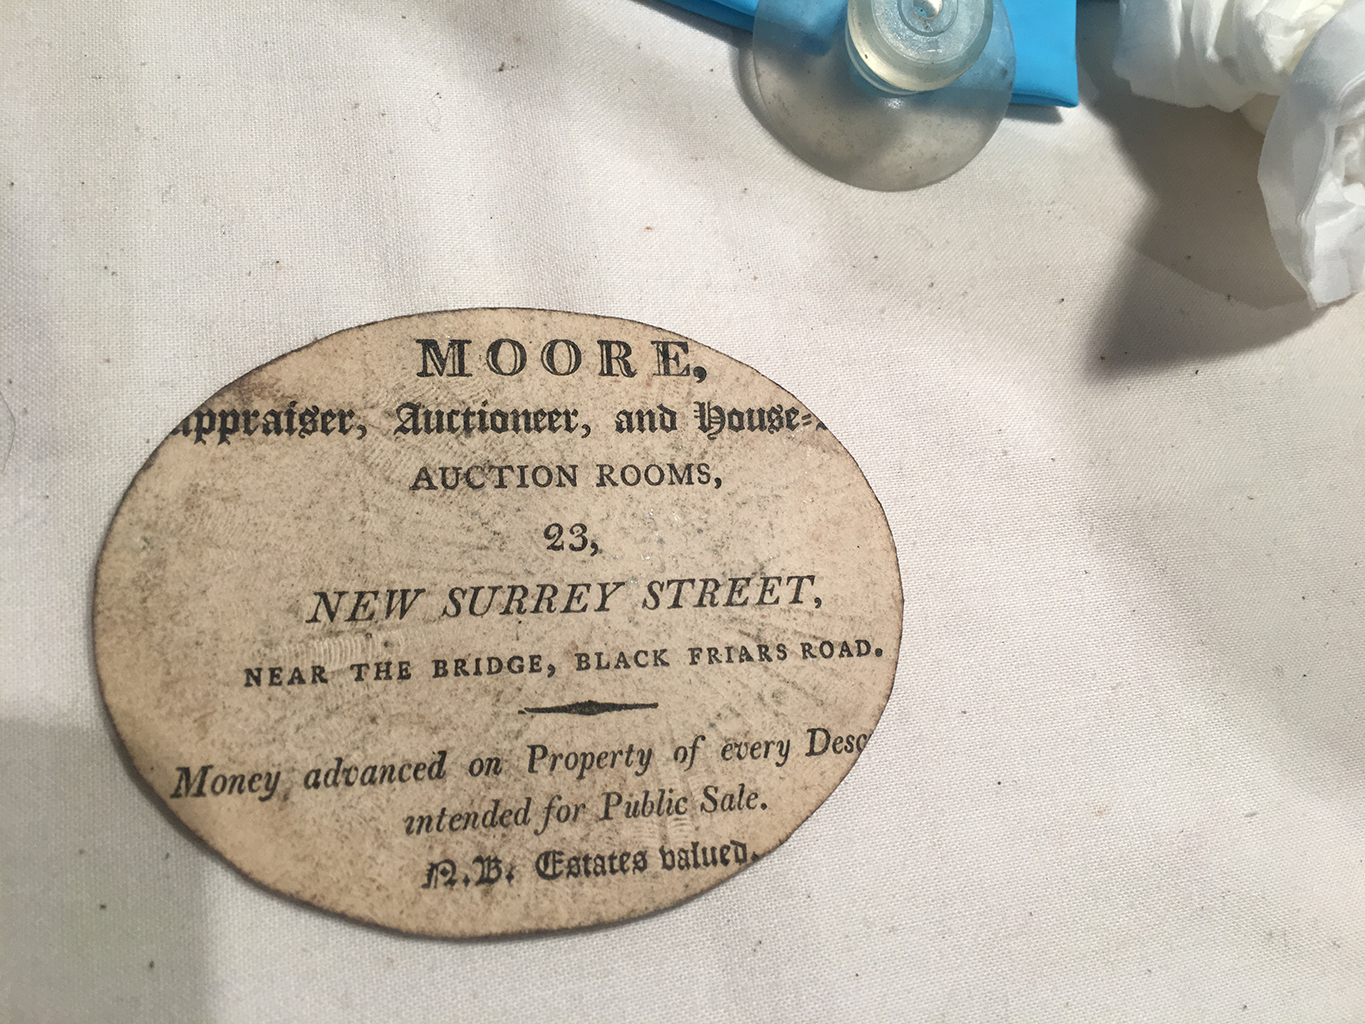 MOORE,
appraiser, Auctioneer, and House-
AUCTION ROOMS,
23,
NEW SURREY STREET,
NEAR THE BRIDGE, BLACK FRIARS ROAD.
Money advanced on Property of every Desc
intended for Public Sale.
N.B. Estates valued.